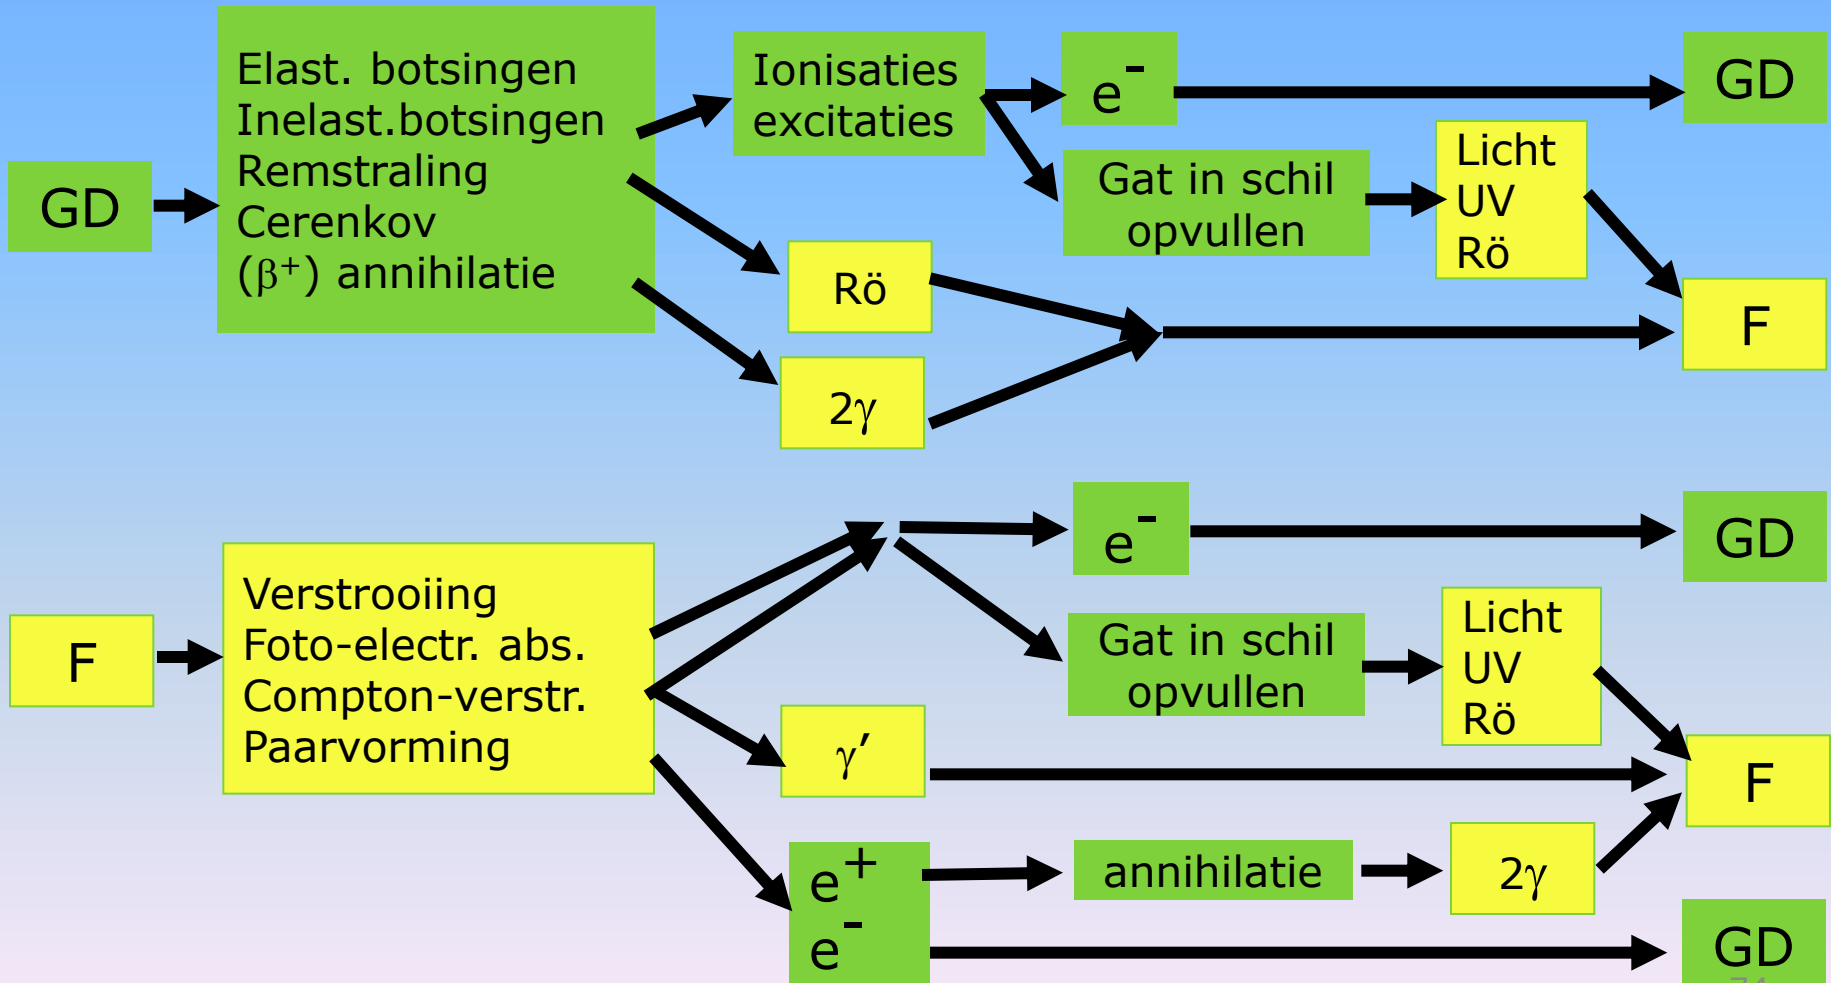 GD
Elast. botsingen
Inelast.botsingen
Remstraling
Cerenkov
(β+) annihilatie
Ionisaties
excitaties
e-
GD
Gat in schil
opvullen
Licht
UV
Rö
Rö
2γ
F
F
Verstrooiing
Foto-electr. abs.
Compton-verstr.
Paarvorming
e-
GD
Gat in schil
opvullen
Licht
UV
Rö
γ’
F
e+
e-
annihilatie
2γ
GD
74